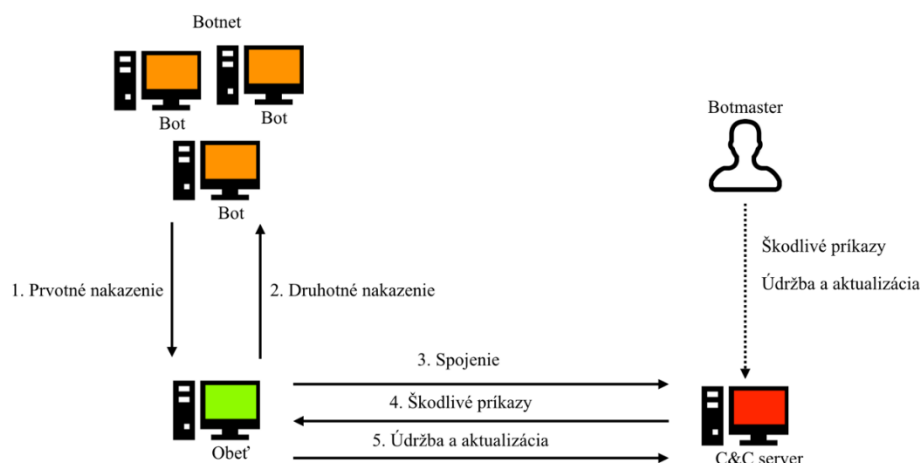 Botnet
Bot
Bot
Bot
Botmaster
Škodlivé príkazy
Údržba a aktualizácia
1. Prvotné nakazenie
2. Druhotné nakazenie
3. Spojenie
4. Škodlivé príkazy
5. Údržba a aktualizácia
Obeť
C&C server